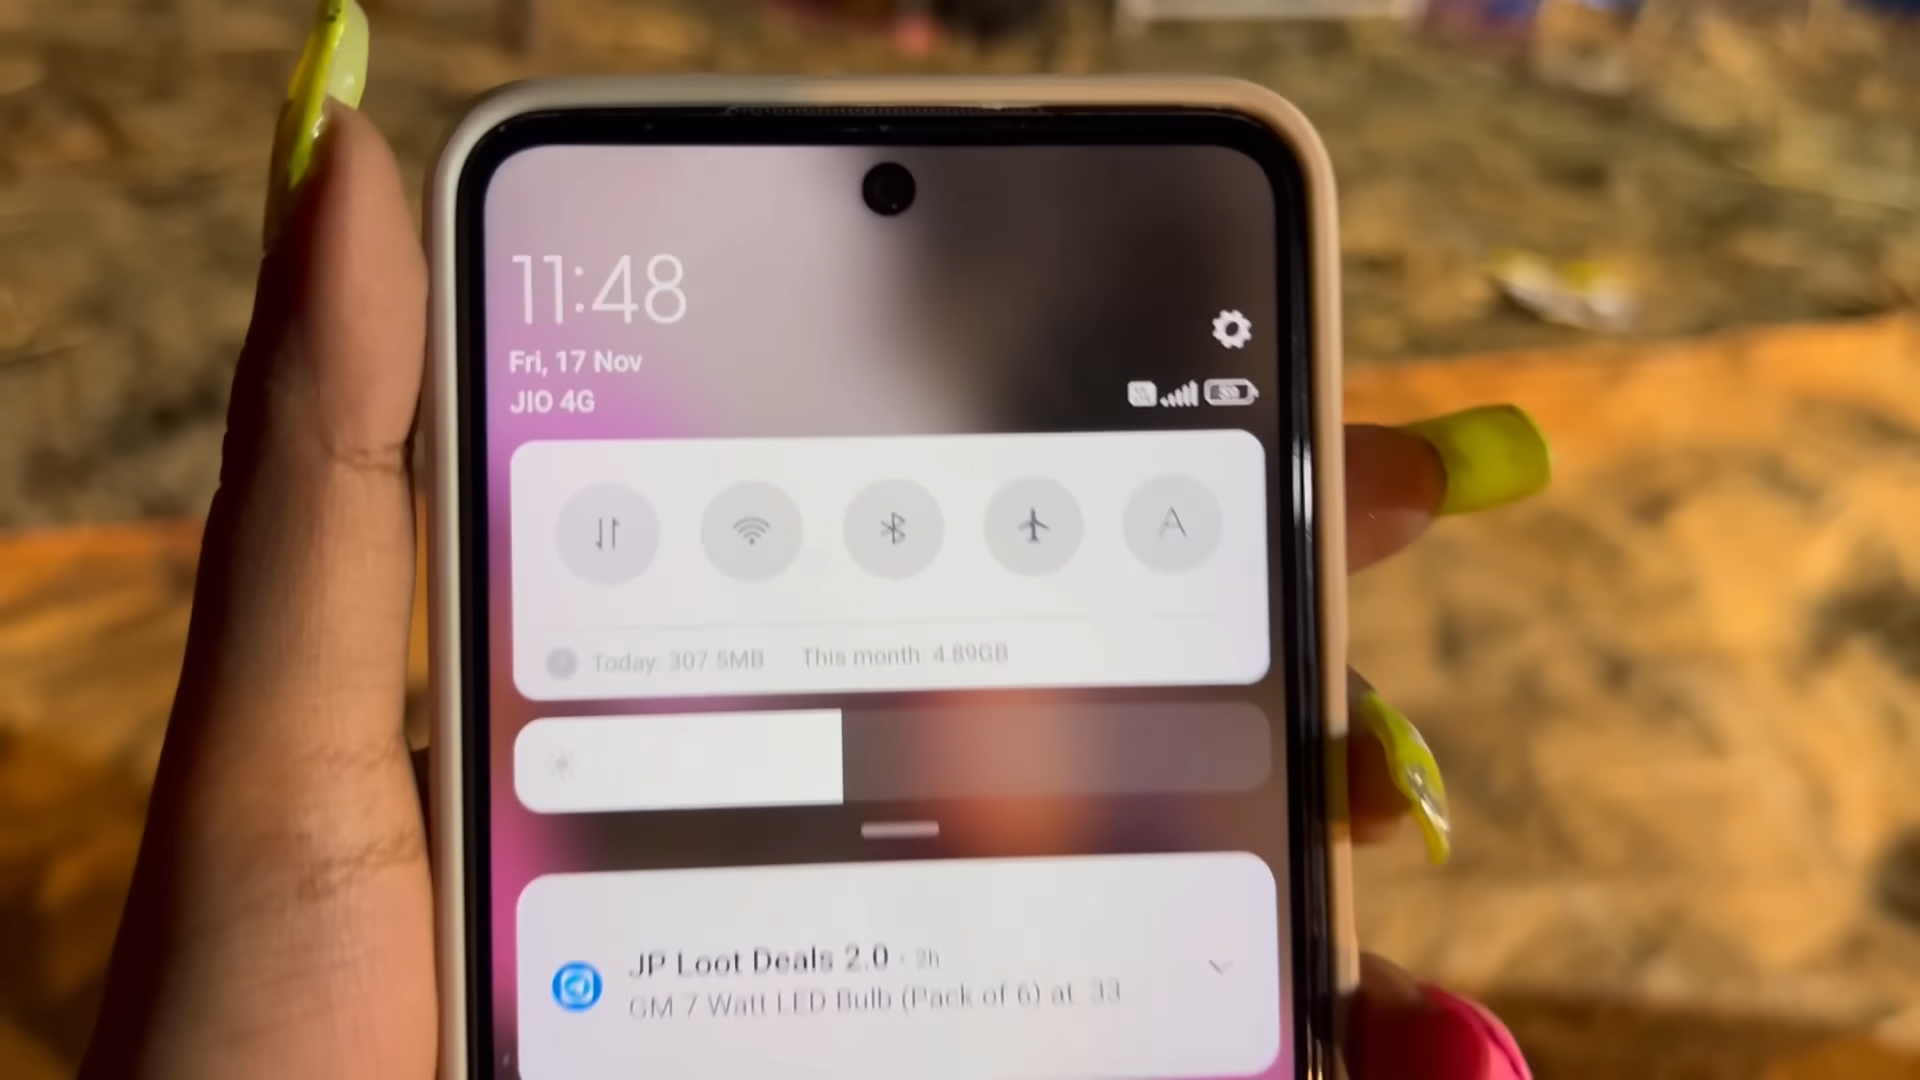 11:48
Fri, 17 Nov
JIO 4G
A
Today: 307.5MB This month: 4.89GB
JP Loot Deals 2.0 · 2h
GM 7 Watt LED Bulb (Pack of 6) at 33